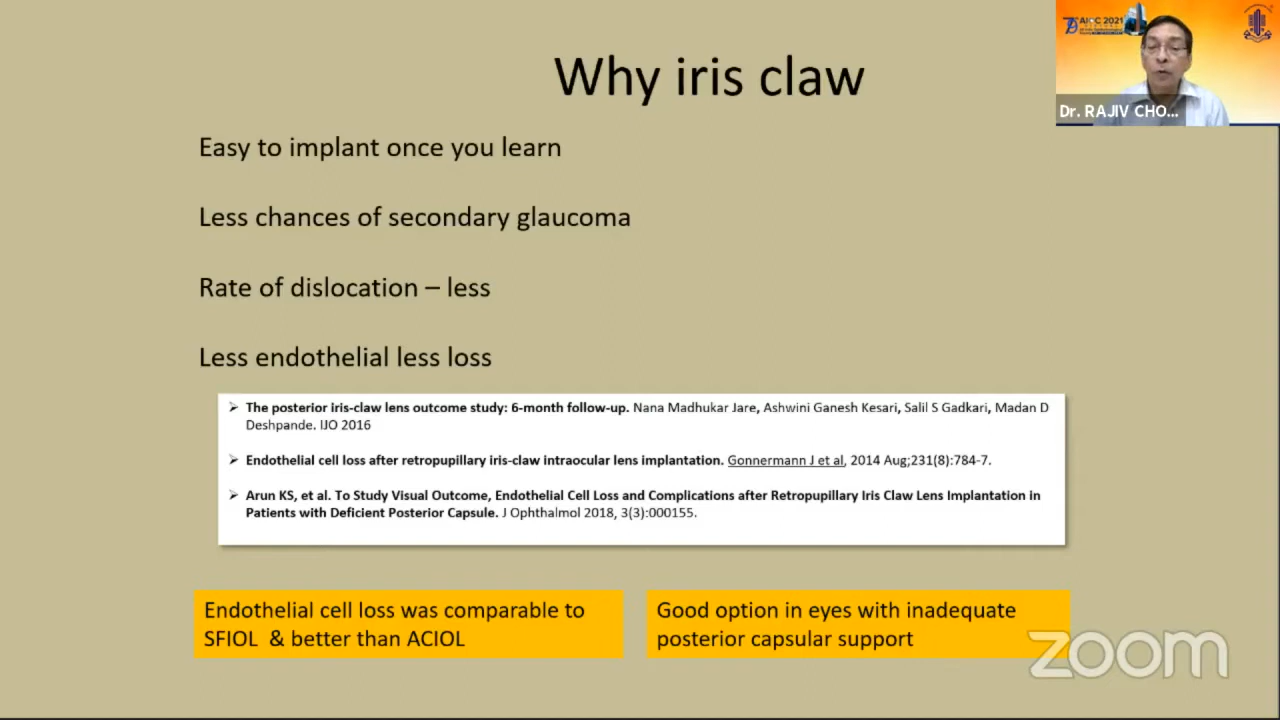 Why iris claw
AIOC 2021
Dr. RAJIV CHO...
Easy to implant once you learn
Less chances of secondary glaucoma
Rate of dislocation – less
Less endothelial less loss
➢ The posterior iris-claw lens outcome study: 6-month follow-up. Nana Madhukar Jare, Ashwini Ganesh Kesari, Salil S Gadkari, Madan D
Deshpande. IJO 2016
➢ Endothelial cell loss after retropupillary iris-claw intraocular lens implantation. Gonnermann J et al, 2014 Aug;231(8):784-7.
➢ Arun KS, et al. To Study Visual Outcome, Endothelial Cell Loss and Complications after Retropupillary Iris Claw Lens Implantation in
Patients with Deficient Posterior Capsule. J Ophthalmol 2018, 3(3):000155.
Endothelial cell loss was comparable to
SFIOL & better than ACIOL
Good option in eyes with inadequate
posterior capsular support
zoom